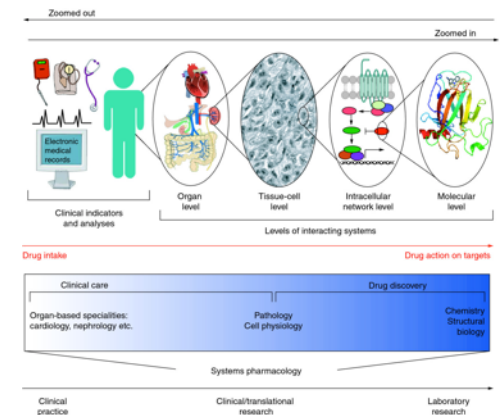 Zoomed out
Zoomed in
Electronic
medical
records
Clinical indicators
and analyses
Organ
level
Tissue-cell
level
Intracellular
network level
Molecular
level
Levels of interacting systems
Drug intake
Drug action on targets
Clinical care
Drug discovery
Organ-based specialities:
cardiology, nephrology etc.
Pathology
Cell physiology
Chemistry
Structural
biology
Systems pharmacology
Clinical
practice
Clinical/translational
research
Laboratory
research